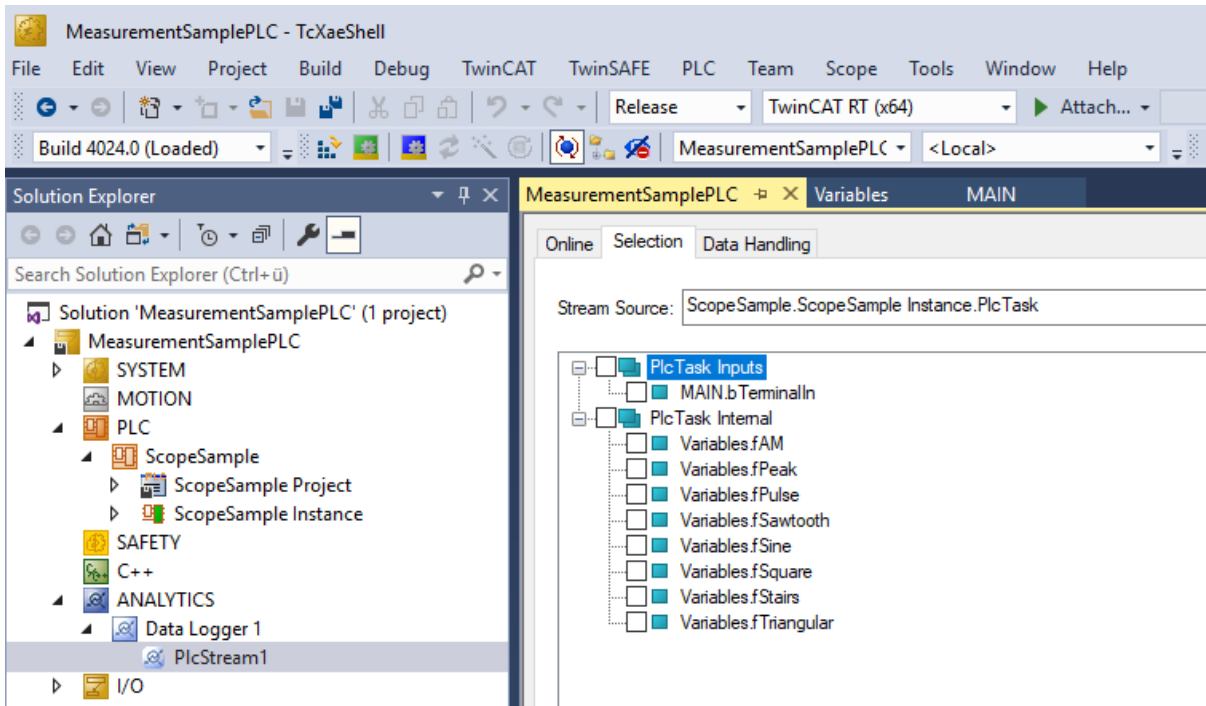 MeasurementSamplePLC - TcXaeShell
File Edit View Project Build Debug TwinCAT TwinSAFE PLC Team Scope Tools Window Help
Release TwinCAT RT (x64) Attach...
Build 4024.0 (Loaded) MeasurementSamplePLC <Local>
Solution Explorer
Search Solution Explorer (Ctrl+ü)
Solution 'MeasurementSamplePLC' (1 project)
MeasurementSamplePLC
SYSTEM
MOTION
PLC
ScopeSample
ScopeSample Project
ScopeSample Instance
SAFETY
C++
ANALYTICS
Data Logger 1
PlcStream1
I/O
MeasurementSamplePLC Variables MAIN
Online Selection Data Handling
Stream Source: ScopeSample.ScopeSample Instance.PlcTask
PlcTask Inputs
MAIN.bTerminalIn
PlcTask Internal
Variables.fAM
Variables.fPeak
Variables.fPulse
Variables.fSawtooth
Variables.fSine
Variables.fSquare
Variables.fStairs
Variables.fTriangular